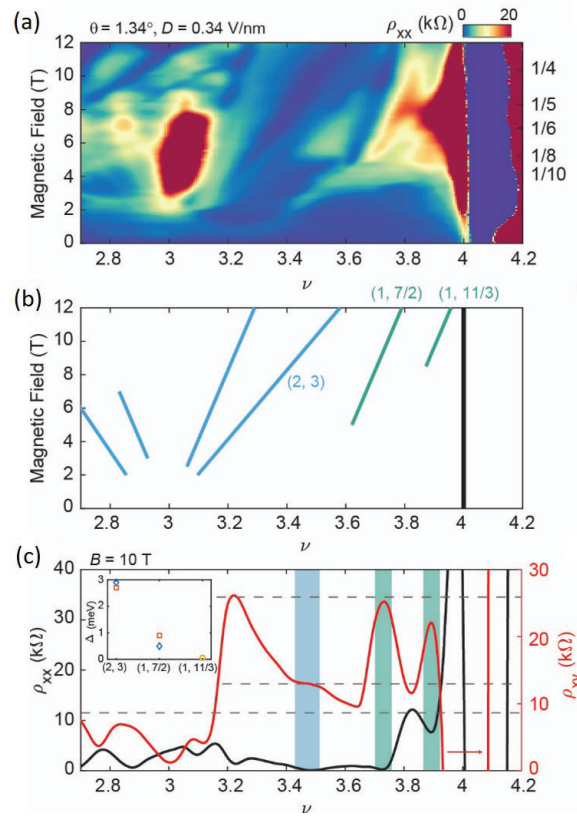 (a)
θ = 1.34°, D = 0.34 V/nm
ρxx (kΩ)
0 20
Magnetic Field (T)
12
10
8
6
4
2
0
1/4
1/5
1/6
1/8
1/10
2.8 3 3.2 3.4 3.6 3.8 4 4.2
ν
(b)
(1, 7/2) (1, 11/3)
(2, 3)
Magnetic Field (T)
12
10
8
6
4
2
0
2.8 3 3.2 3.4 3.6 3.8 4 4.2
ν
(c)
B = 10 T
ρxx (kΩ)
40
30
20
10
0
Δ (meV)
3
2
1
0
(2, 3) (1, 7/2) (1, 11/3)
30
20
10
0
ρxy (kΩ)
2.8 3 3.2 3.4 3.6 3.8 4 4.2
ν